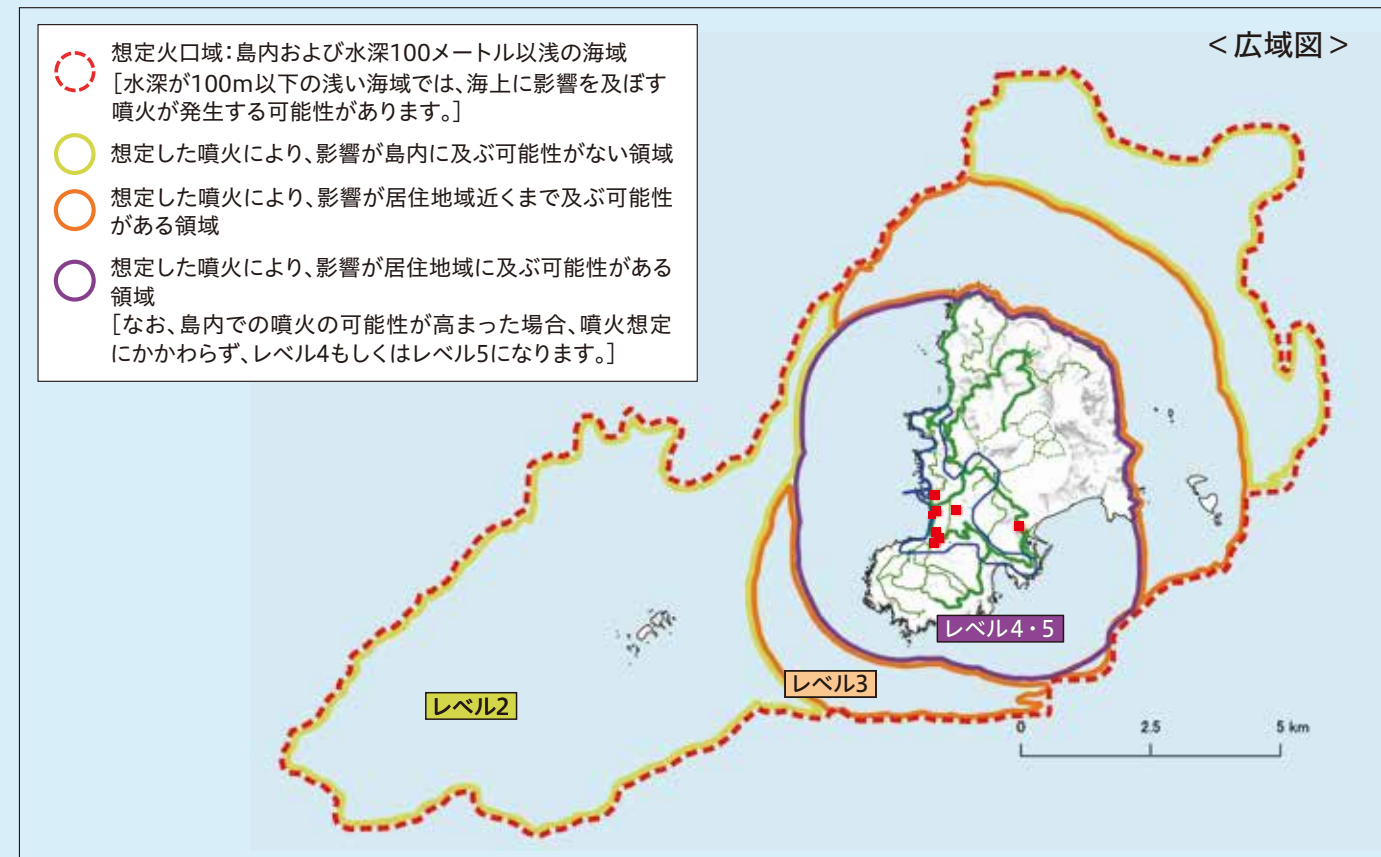 ＜広域図＞
想定火口域：島内および水深100メートル以浅の海域
［水深が100m以下の浅い海域では、海上に影響を及ぼす
噴火が発生する可能性があります。］
想定した噴火により、影響が島内に及ぶ可能性がない領域
想定した噴火により、影響が居住地域近くまで及ぶ可能性
がある領域
想定した噴火により、影響が居住地域に及ぶ可能性がある
領域
［なお、島内での噴火の可能性が高まった場合、噴火想定
にかかわらず、レベル4もしくはレベル5になります。］
レベル4・5
レベル3
レベル2
0 2.5 5 km